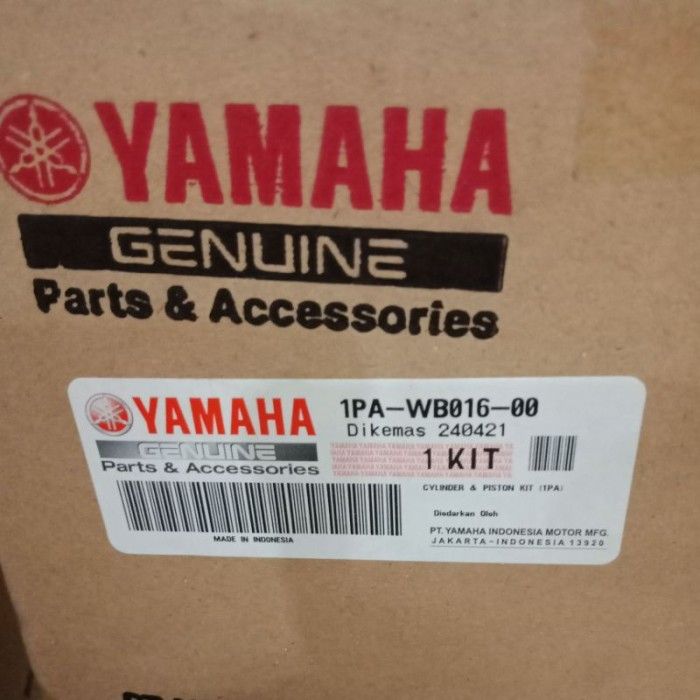 YAMAHA
GENUINE
Parts & Accessories
YAMAHA
GENUINE
Parts & Accessories
MADE IN INDONESIA
1PA-WB016-00
Dikemas 240421
1 KIT
CYLINDER & PISTON KIT (1PA)
Diedarkan Oleh
PT. YAMAHA INDONESIA MOTOR MFG.
JAKARTA-INDONESIA 13920